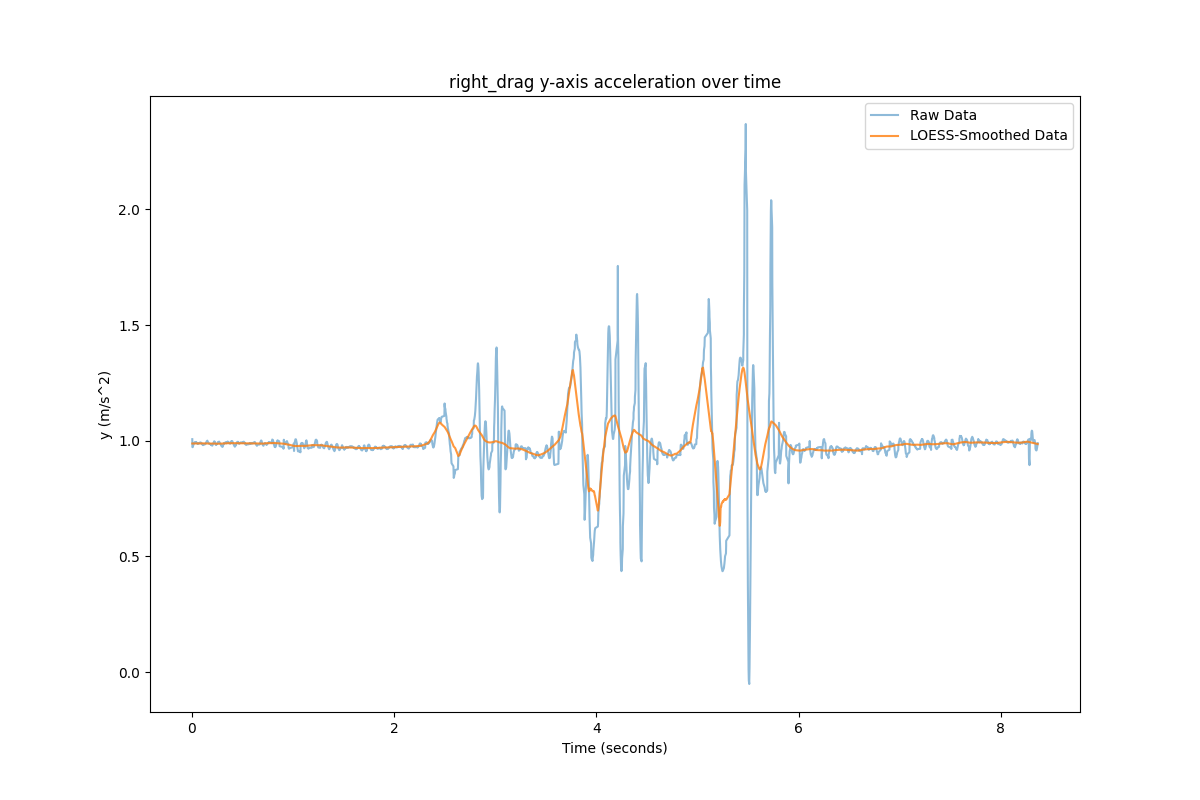 right_drag y-axis acceleration over time
Raw Data
LOESS-Smoothed Data
y (m/s^2)
2.0
1.5
1.0
0.5
0.0
0 2 4 6 8
Time (seconds)